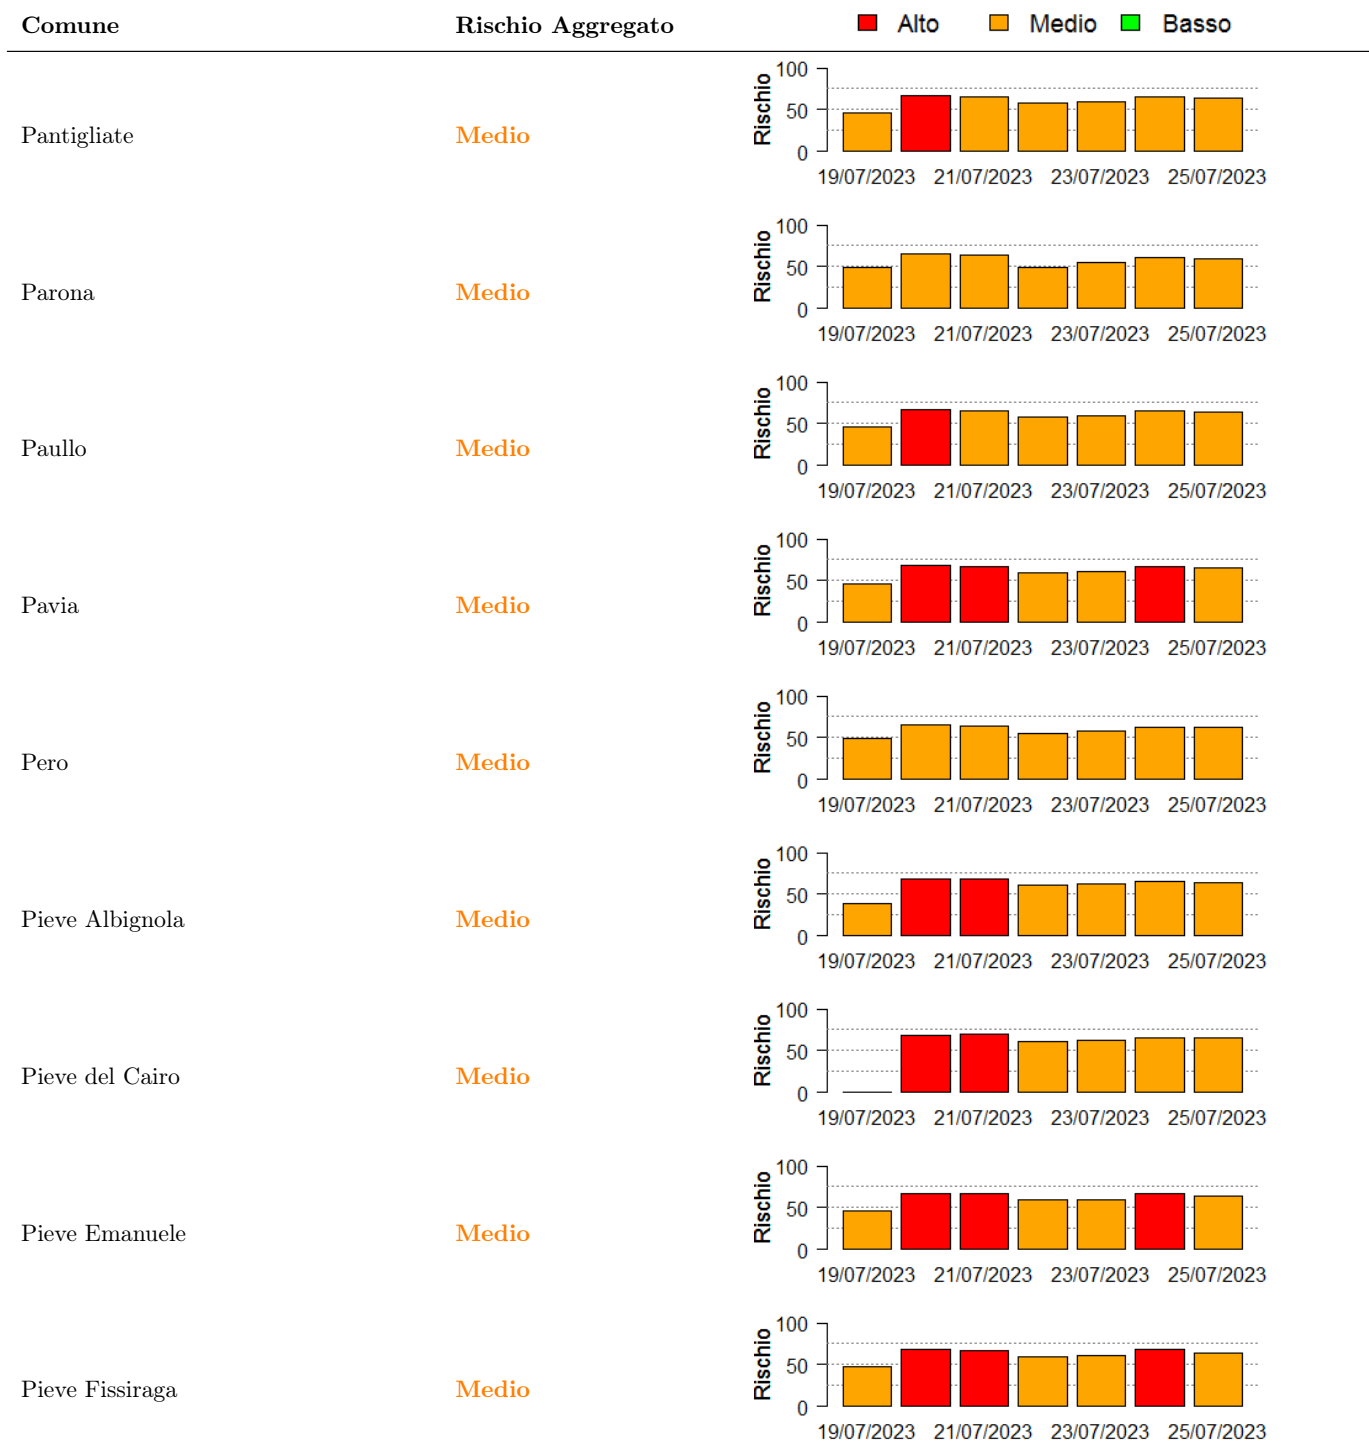 Comune Rischio Aggregato Alto Medio Basso
100
50
0
Rischio
Pantigliate Medio
19/07/2023 21/07/2023 23/07/2023 25/07/2023
100
50
0
Rischio
Parona Medio
19/07/2023 21/07/2023 23/07/2023 25/07/2023
100
50
0
Rischio
Paullo Medio
19/07/2023 21/07/2023 23/07/2023 25/07/2023
100
50
0
Rischio
Pavia Medio
19/07/2023 21/07/2023 23/07/2023 25/07/2023
100
50
0
Rischio
Pero Medio
19/07/2023 21/07/2023 23/07/2023 25/07/2023
100
50
0
Rischio
Pieve Albignola Medio
19/07/2023 21/07/2023 23/07/2023 25/07/2023
100
50
0
Rischio
Pieve del Cairo Medio
19/07/2023 21/07/2023 23/07/2023 25/07/2023
100
50
0
Rischio
Pieve Emanuele Medio
19/07/2023 21/07/2023 23/07/2023 25/07/2023
100
50
0
Rischio
Pieve Fissiraga Medio
19/07/2023 21/07/2023 23/07/2023 25/07/2023